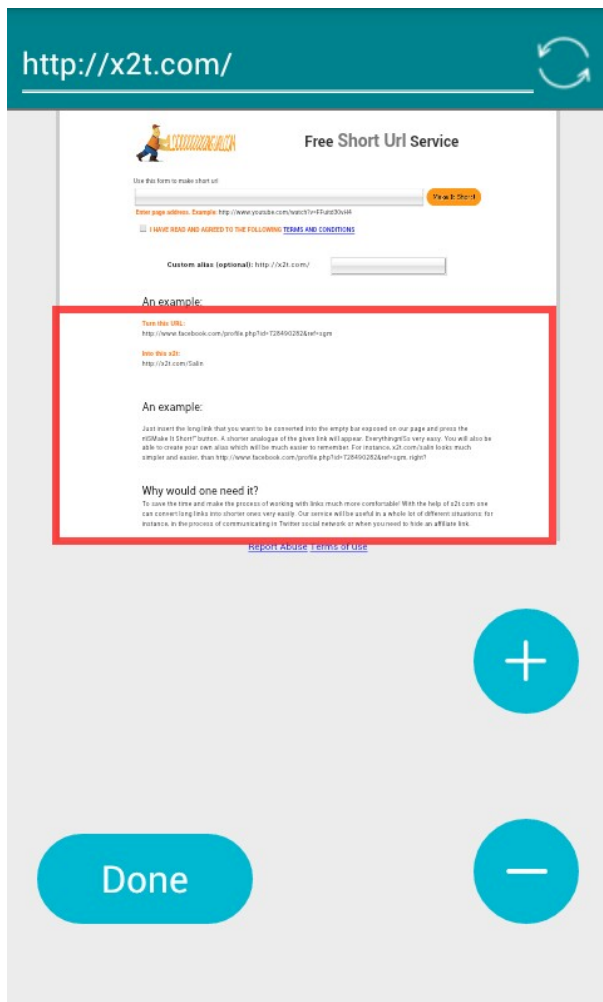 http://x2t.com/
Free Short Url Service
Use this form to make short url
Make It Short!
Enter page address. Example: http://www.youtube.com/watch?v=
I HAVE READ AND AGREED TO THE FOLLOWING TERMS AND CONDITIONS
Custom alias (optional): http://x2t.com/
An example:
Turn this URL:
http://www.facebook.com/profile.php?id=728490282&ref=sgm
Into this x2t:
http://x2t.com/Salin
An example:
Just insert the long link that you want to be converted into the empty bar exposed on our page and press the
пїЅMake It Short!"button. A shorter analogue of the given link will appear. EverythingпїЅs very easy. You will also be
able to create your own alias which will be much easier to remember. For instance, x2t.com/salin looks much
simpler and easier, than http://www.facebook.com/profile.php?id=728490282&ref=sgm, right?
Why would one need it?
To save the time and make the process of working with links much more comfortable! With the help of x2t.com one
can convert long links into shorter ones very easily. Our service will be useful in a whole lot of different situations: for
instance, in the process of communicating in Twitter social network or when you need to hide an affiliate link.
Report Abuse Terms of use
Done